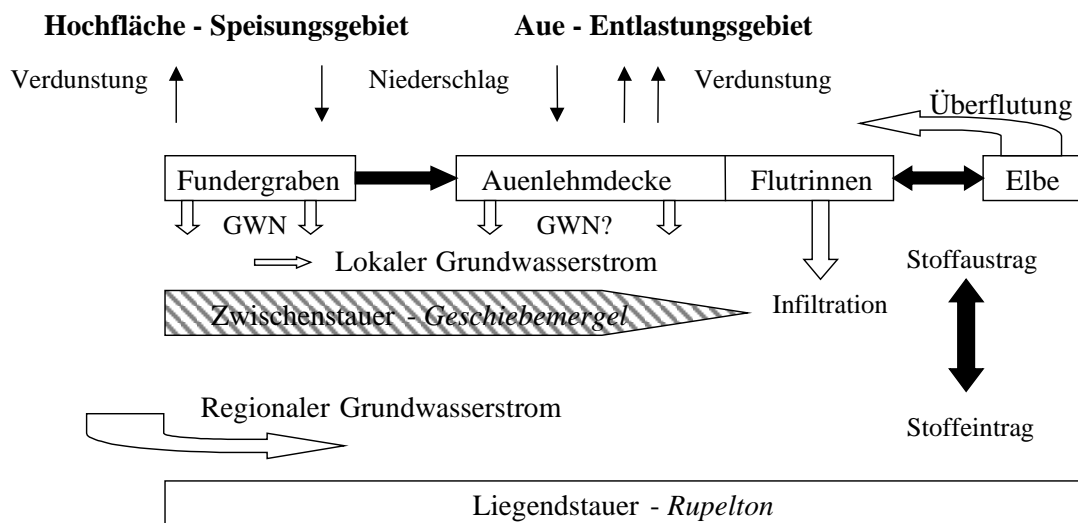 Hochfläche - Speisungsgebiet
Aue - Entlastungsgebiet
Verdunstung
Niederschlag
Verdunstung
Überflutung
Fundergraben
Auenlehmdecke
Flutrinnen
Elbe
GWN
GWN?
Lokaler Grundwasserstrom
Stoffaustrag
Zwischenstauer - Geschiebemergel
Infiltration
Regionaler Grundwasserstrom
Stoffeintrag
Liegendstauer - Rupelton